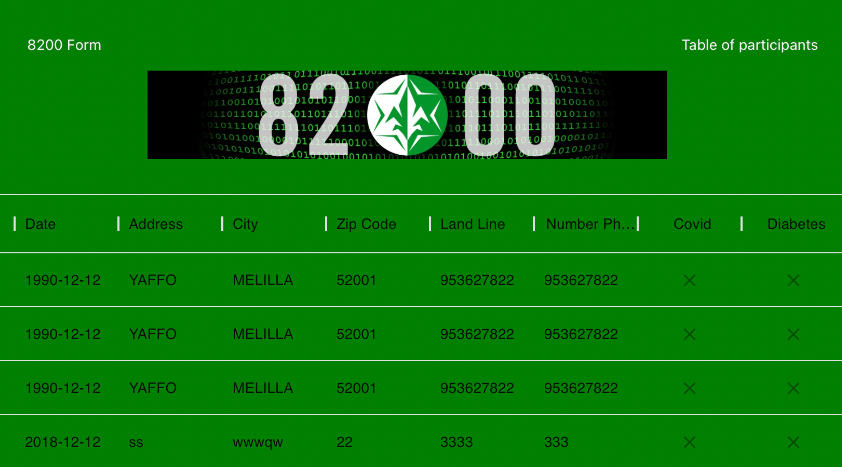 8200 Form Table of participants
82 00
Date Address City Zip Code Land Line Number Ph... Covid Diabetes
1990-12-12 YAFFO MELILLA 52001 953627822 953627822
1990-12-12 YAFFO MELILLA 52001 953627822 953627822
1990-12-12 YAFFO MELILLA 52001 953627822 953627822
2018-12-12 ss wwwqw 22 3333 333